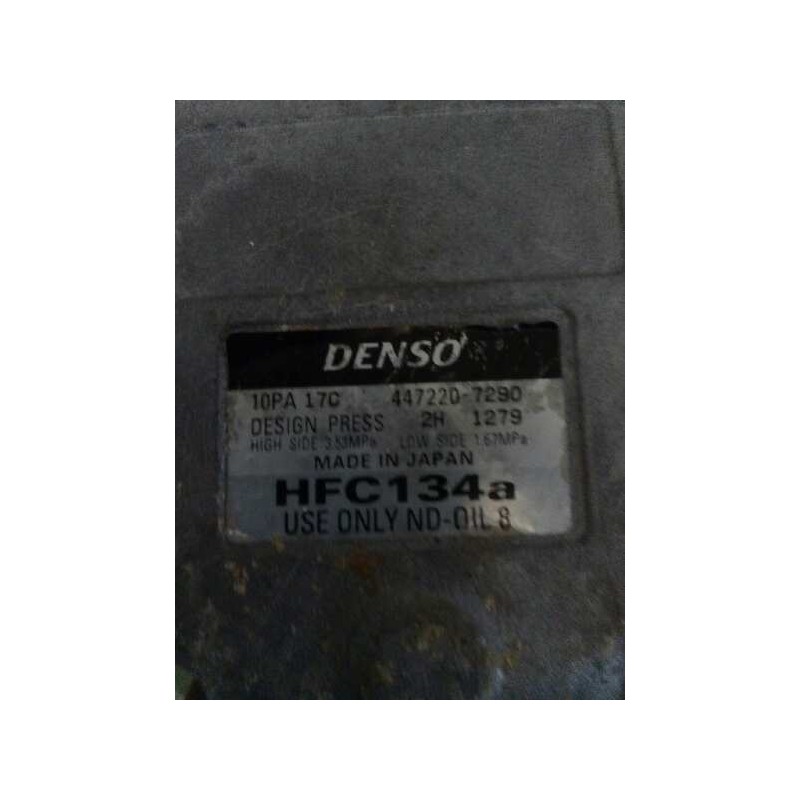 DENSO
10PA 17C 447220-7290
DESIGN PRESS 2H 1279
HIGH SIDE 3.53MPa LOW SIDE 1.67MPa
MADE IN JAPAN
HFC134a
USE ONLY ND-OIL 8